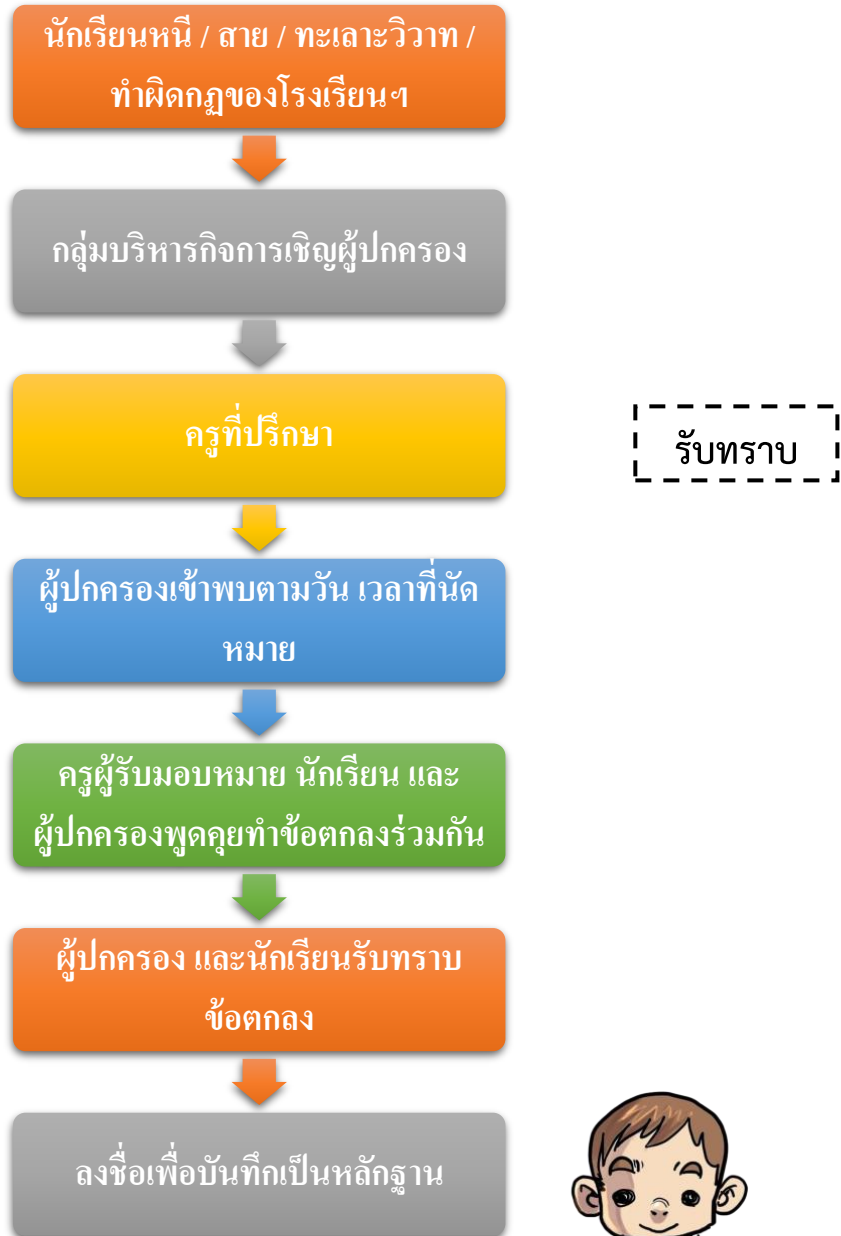 นักเรียนหนี / สาย / ทะเลาะวิวาท /
ทำผิดกฎของโรงเรียนฯ
กลุ่มบริหารกิจการเชิญผู้ปกครอง
ครูที่ปรึกษา
รับทราบ
ผู้ปกครองเข้าพบตามวัน เวลาที่นัด
หมาย
ครูผู้รับมอบหมาย นักเรียน และ
ผู้ปกครองพูดคุยทำข้อตกลงร่วมกัน
ผู้ปกครอง และนักเรียนรับทราบ
ข้อตกลง
ลงชื่อเพื่อบันทึกเป็นหลักฐาน